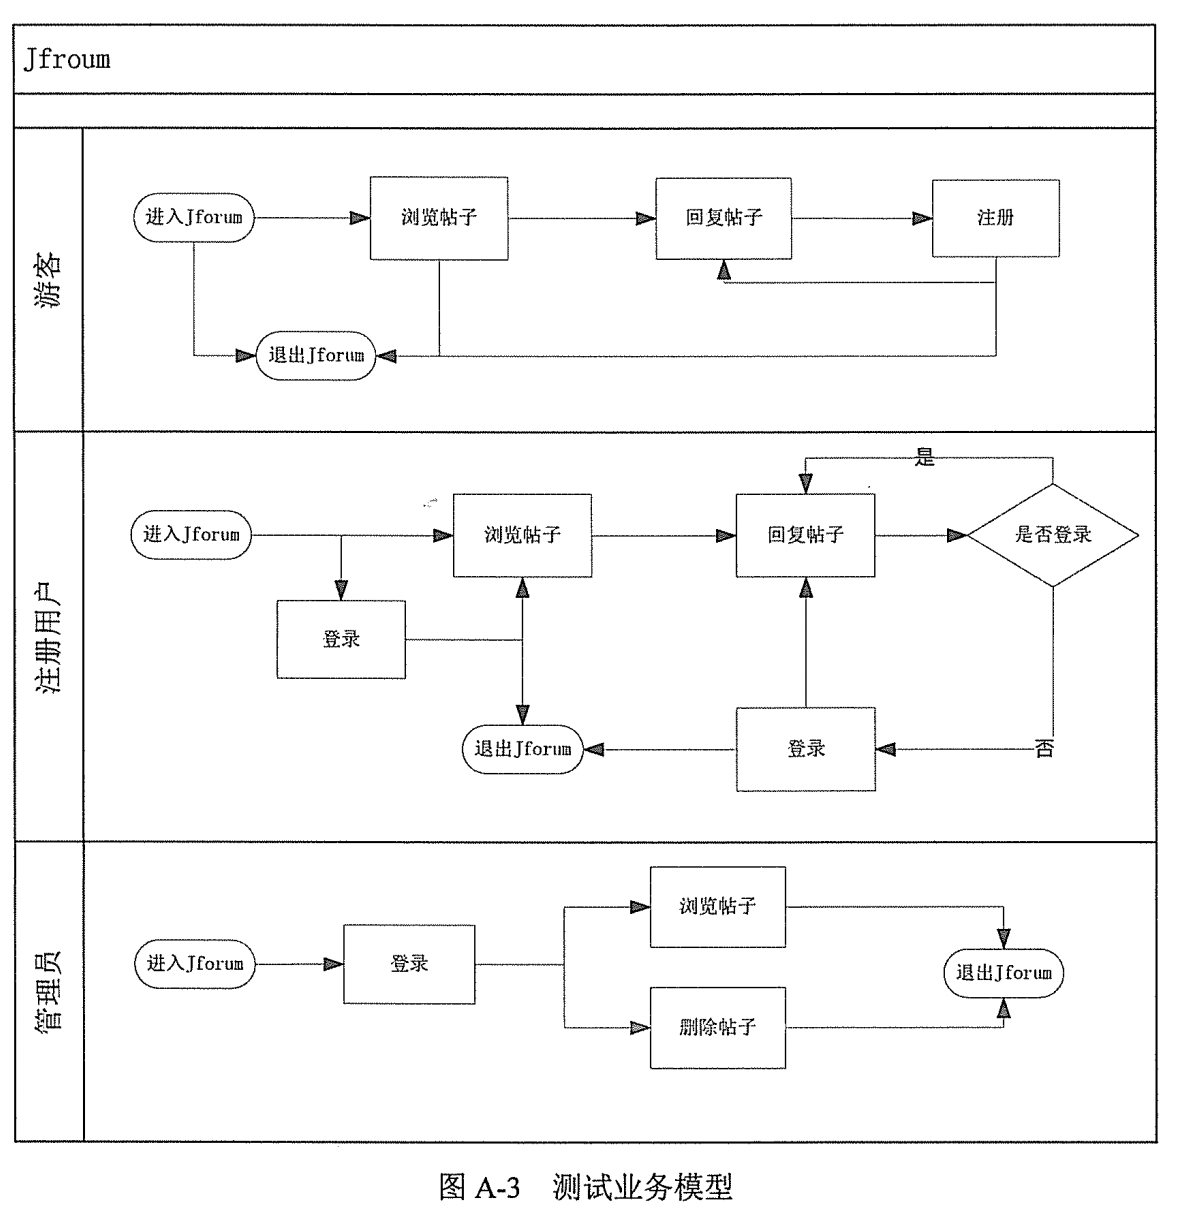 Jfroum
游客
进入Jforum
浏览帖子
回复帖子
注册
退出Jforum
注册用户
是
进入Jforum
浏览帖子
回复帖子
是否登录
登录
退出Jforum
登录
否
管理员
浏览帖子
进入Jforum
登录
退出Jforum
删除帖子
图 A-3 测试业务模型